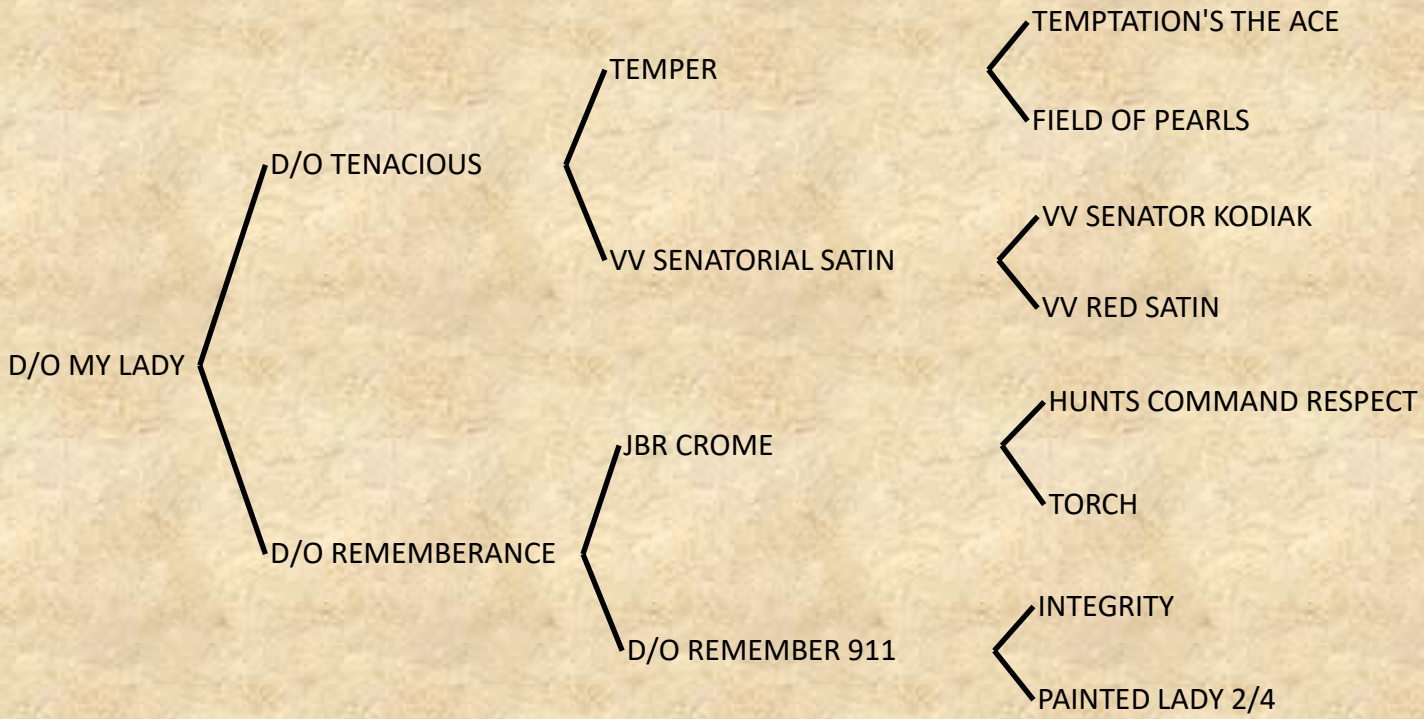 TEMPTATION'S THE ACE
TEMPER
FIELD OF PEARLS
D/O TENACIOUS
VV SENATOR KODIAK
VV SENATORIAL SATIN
VV RED SATIN
D/O MY LADY
HUNTS COMMAND RESPECT
JBR CROME
TORCH
D/O REMEMBERANCE
INTEGRITY
D/O REMEMBER 911
PAINTED LADY 2/4